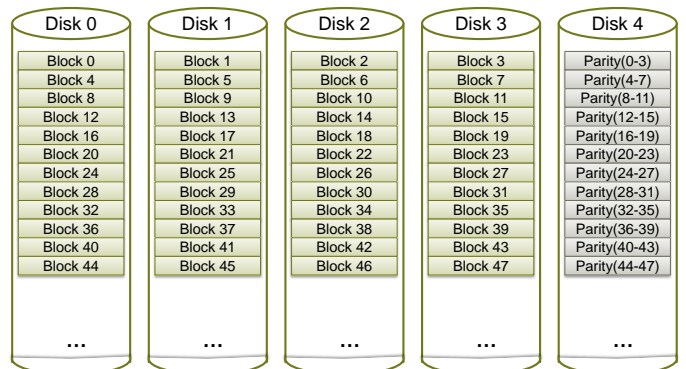 Disk 0 Disk 1 Disk 2 Disk 3 Disk 4
Block 0 Block 1 Block 2 Block 3 Parity(0-3)
Block 4 Block 5 Block 6 Block 7 Parity(4-7)
Block 8 Block 9 Block 10 Block 11 Parity(8-11)
Block 12 Block 13 Block 14 Block 15 Parity(12-15)
Block 16 Block 17 Block 18 Block 19 Parity(16-19)
Block 20 Block 21 Block 22 Block 23 Parity(20-23)
Block 24 Block 25 Block 26 Block 27 Parity(24-27)
Block 28 Block 29 Block 30 Block 31 Parity(28-31)
Block 32 Block 33 Block 34 Block 35 Parity(32-35)
Block 36 Block 37 Block 38 Block 39 Parity(36-39)
Block 40 Block 41 Block 42 Block 43 Parity(40-43)
Block 44 Block 45 Block 46 Block 47 Parity(44-47)
... ... ... ... ...